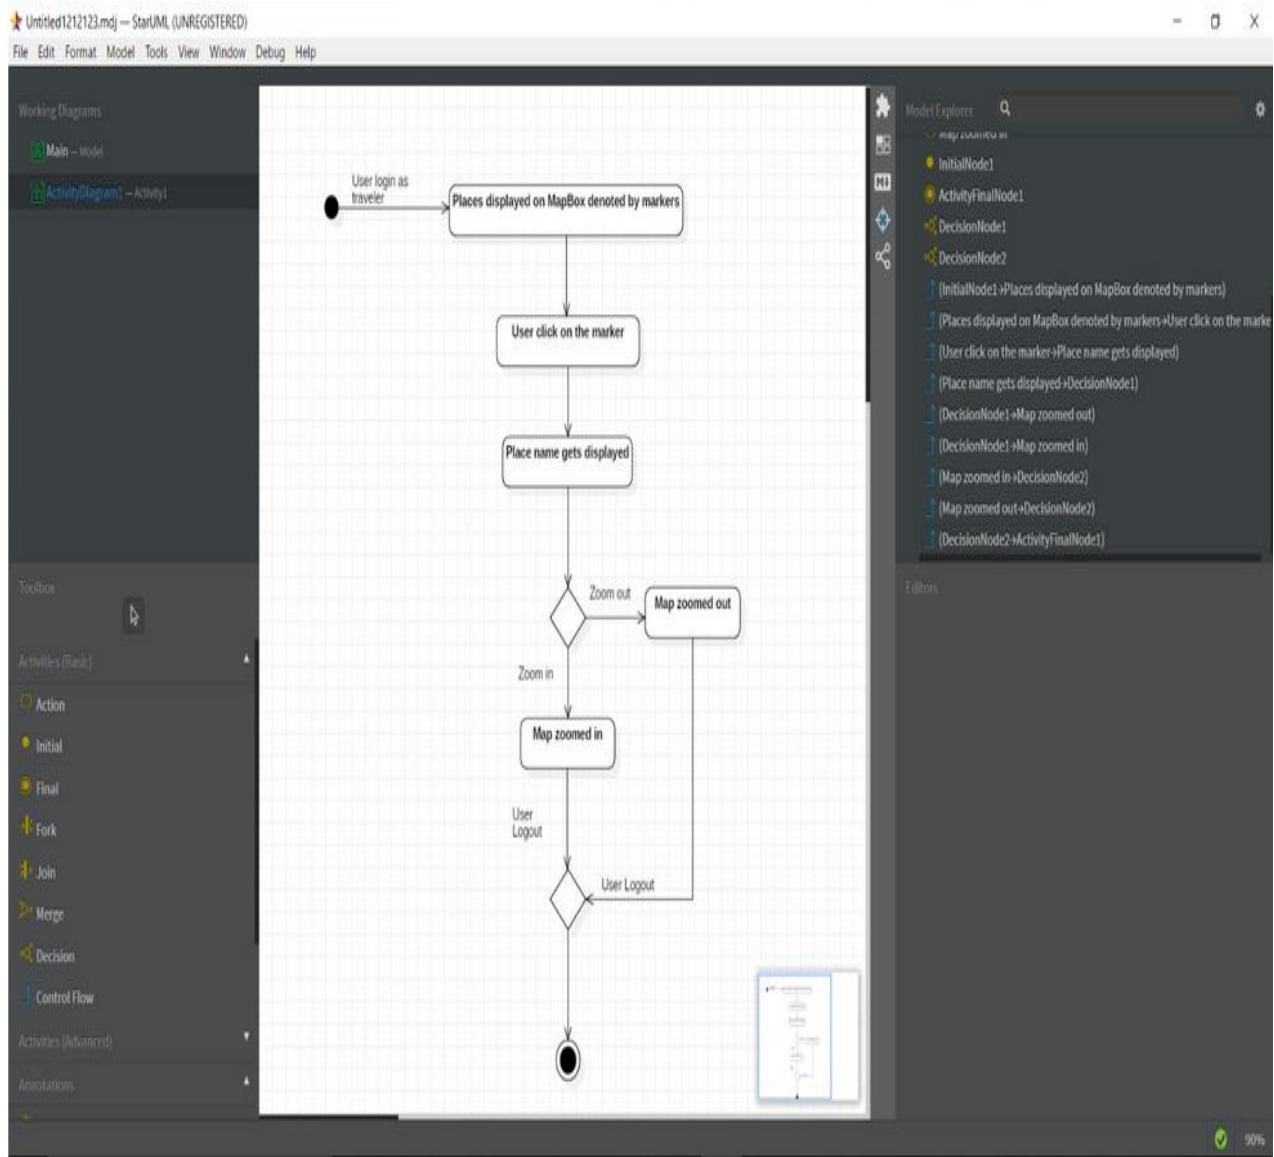 Untitled1212123.mdj — StarUML (UNREGISTERED)
File Edit Format Model Tools View Window Debug Help
Working Diagrams
Main — Model
ActivityDiagram1 — Activity1
Toolbox
Activities (Basic)
Action
Initial
Final
Fork
Join
Merge
Decision
Control Flow
Activities (Advanced)
Annotations
User login as
traveler
Places displayed on MapBox denoted by markers
User click on the marker
Place name gets displayed
Zoom out
Map zoomed out
Zoom in
Map zoomed in
User
Logout
User Logout
Model Explorer
Map zoomed in
InitialNode1
ActivityFinalNode1
DecisionNode1
DecisionNode2
(InitialNode1→Places displayed on MapBox denoted by markers)
(Places displayed on MapBox denoted by markers→User click on the marke
(User click on the marker→Place name gets displayed)
(Place name gets displayed→DecisionNode1)
(DecisionNode1→Map zoomed out)
(DecisionNode1→Map zoomed in)
(Map zoomed in→DecisionNode2)
(Map zoomed out→DecisionNode2)
(DecisionNode2→ActivityFinalNode1)
Editors
90%